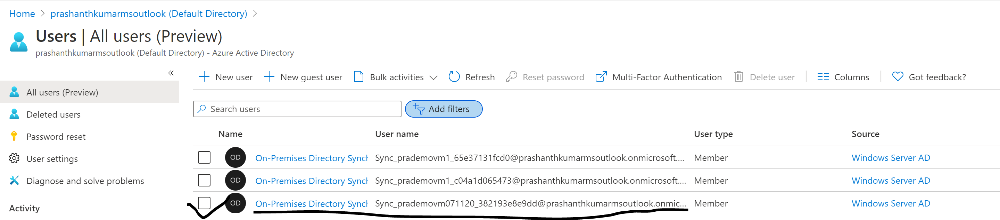 Home > prashanthkumarmsoutlook (Default Directory) >
Users | All users (Preview)
prashanthkumarmsoutlook (Default Directory) - Azure Active Directory
«
All users (Preview)
Deleted users
Password reset
User settings
Diagnose and solve problems
Activity
New user New guest user Bulk activities Refresh Reset password Multi-Factor Authentication Delete user Columns Got feedback?
Search users Add filters
Name User name User type Source
OD On-Premises Directory Synch Sync_prademovm1_65e37131fcd0@prashanthkumarmsoutlook.onmicrosoft.... Member Windows Server AD
OD On-Premises Directory Synch Sync_prademovm1_c04a1d065473@prashanthkumarmsoutlook.onmicrosoft.... Member Windows Server AD
OD On-Premises Directory Synch Sync_prademovm071120_382193e8e9dd@prashanthkumarmsoutlook.onmic... Member Windows Server AD